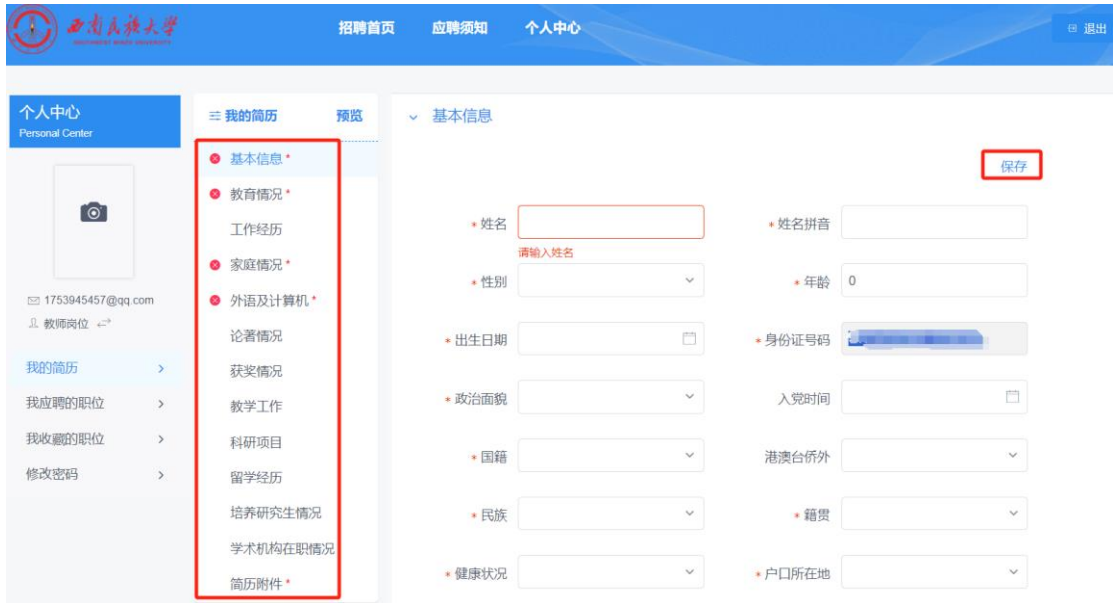 西南民族大学
SOUTHWEST MINZU UNIVERSITY
招聘首页 应聘须知 个人中心
退出
个人中心
Personal Center
1753945457@qq.com
教师岗位
我的简历
我应聘的职位
我收藏的职位
修改密码
我的简历 预览
基本信息 *
教育情况 *
工作经历
家庭情况 *
外语及计算机 *
论著情况
获奖情况
教学工作
科研项目
留学经历
培养研究生情况
学术机构在职情况
简历附件 *
基本信息
保存
* 姓名 * 姓名拼音
请输入姓名
* 性别 * 年龄 0
* 出生日期 * 身份证号码
* 政治面貌 入党时间
* 国籍 港澳台侨外
* 民族 * 籍贯
* 健康状况 * 户口所在地